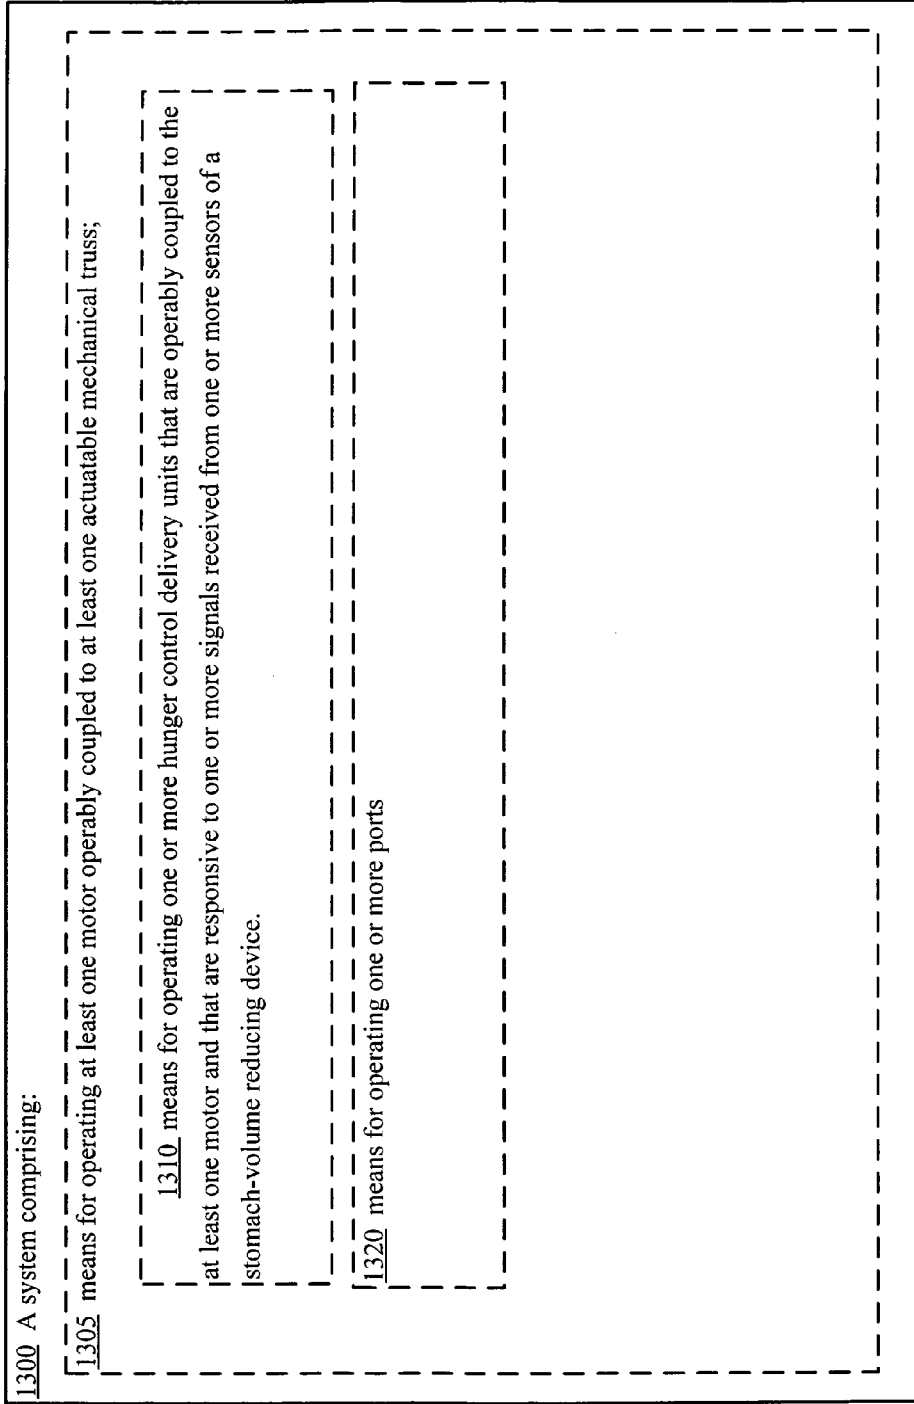 1300 A system comprising:
1305 means for operating at least one motor operably coupled to at least one actuatable mechanical truss;
1310 means for operating one or more hunger control delivery units that are operably coupled to the
at least one motor and that are responsive to one or more signals received from one or more sensors of a
stomach-volume reducing device.
1320 means for operating one or more ports